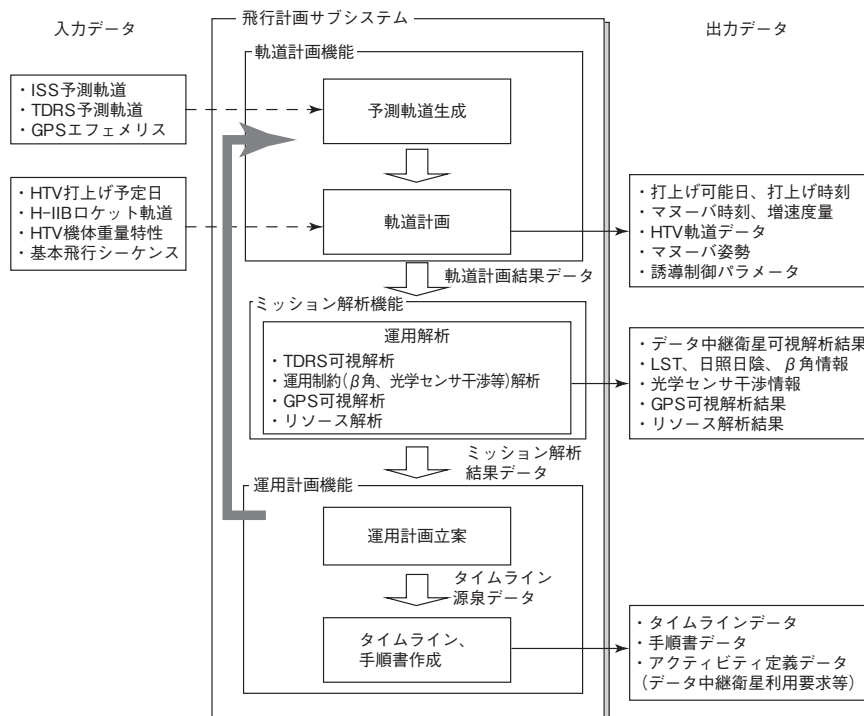 入力データ
飛行計画サブシステム
出力データ
軌道計画機能
・ISS予測軌道
・TDRS予測軌道
・GPSエフェメリス
予測軌道生成
・HTV打上げ予定日
・H-IIBロケット軌道
・HTV機体重量特性
・基本飛行シーケンス
軌道計画
・打上げ可能日、打上げ時刻
・マヌーバ時刻、増速度量
・HTV軌道データ
・マヌーバ姿勢
・誘導制御パラメータ
軌道計画結果データ
ミッション解析機能
運用解析
・TDRS可視解析
・運用制約(β角、光学センサ干渉等)解析
・GPS可視解析
・リソース解析
・データ中継衛星可視解析結果
・LST、日照日陰、β角情報
・光学センサ干渉情報
・GPS可視解析結果
・リソース解析結果
ミッション解析
結果データ
運用計画機能
運用計画立案
タイムライン
源泉データ
タイムライン、
手順書作成
・タイムラインデータ
・手順書データ
・アクティビティ定義データ
（データ中継衛星利用要求等）